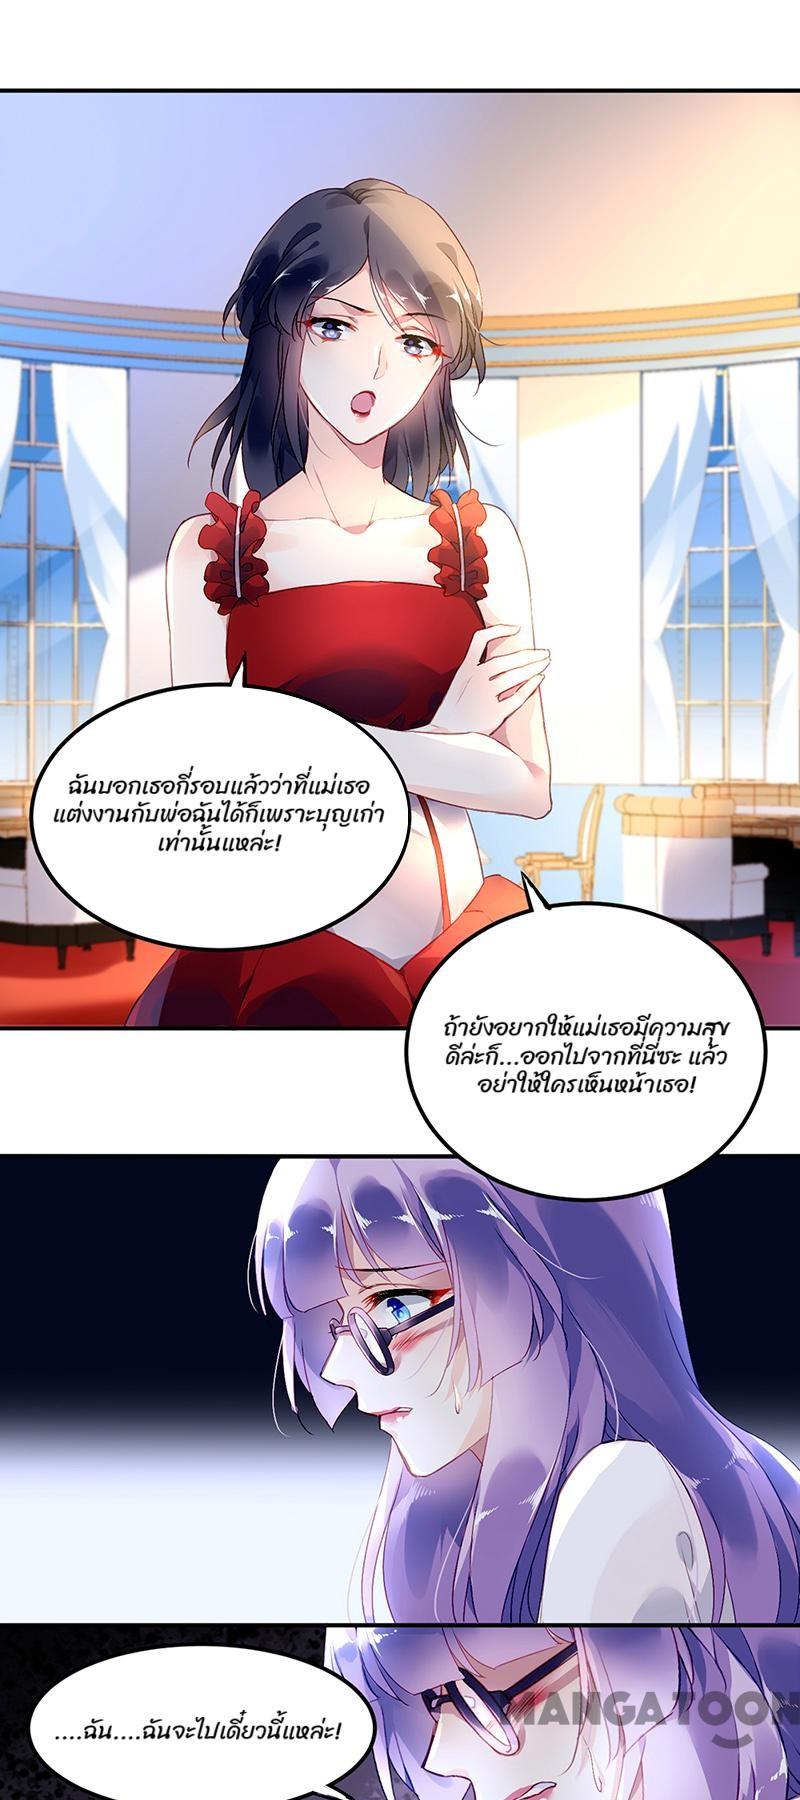 ฉันบอกเธอกี่รอบแล้วว่าที่แม่เธอ
แต่งงานกับพ่อฉันได้ก็เพราะบุญเก่า
เท่านั้นแหล่ะ!
ถ้ายังอยากให้แม่เธอมีความสุข
ดีล่ะก็...ออกไปจากที่นี่ซะ แล้ว
อย่าให้ใครเห็นหน้าเธอ!
....ฉัน....ฉันจะไปเดี๋ยวนี้แหล่ะ!
MANGATOON